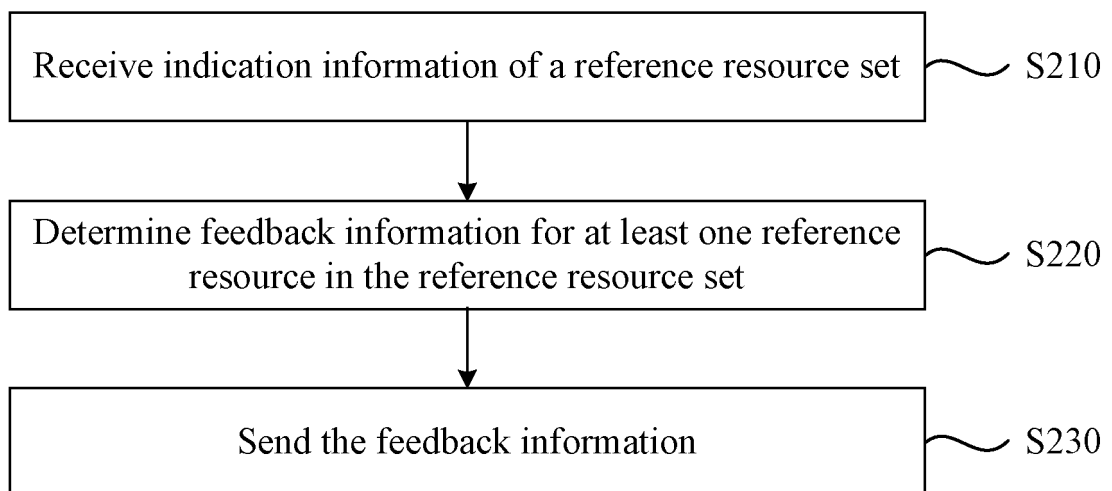 Receive indication information of a reference resource set
S210
Determine feedback information for at least one reference
resource in the reference resource set
S220
Send the feedback information
S230